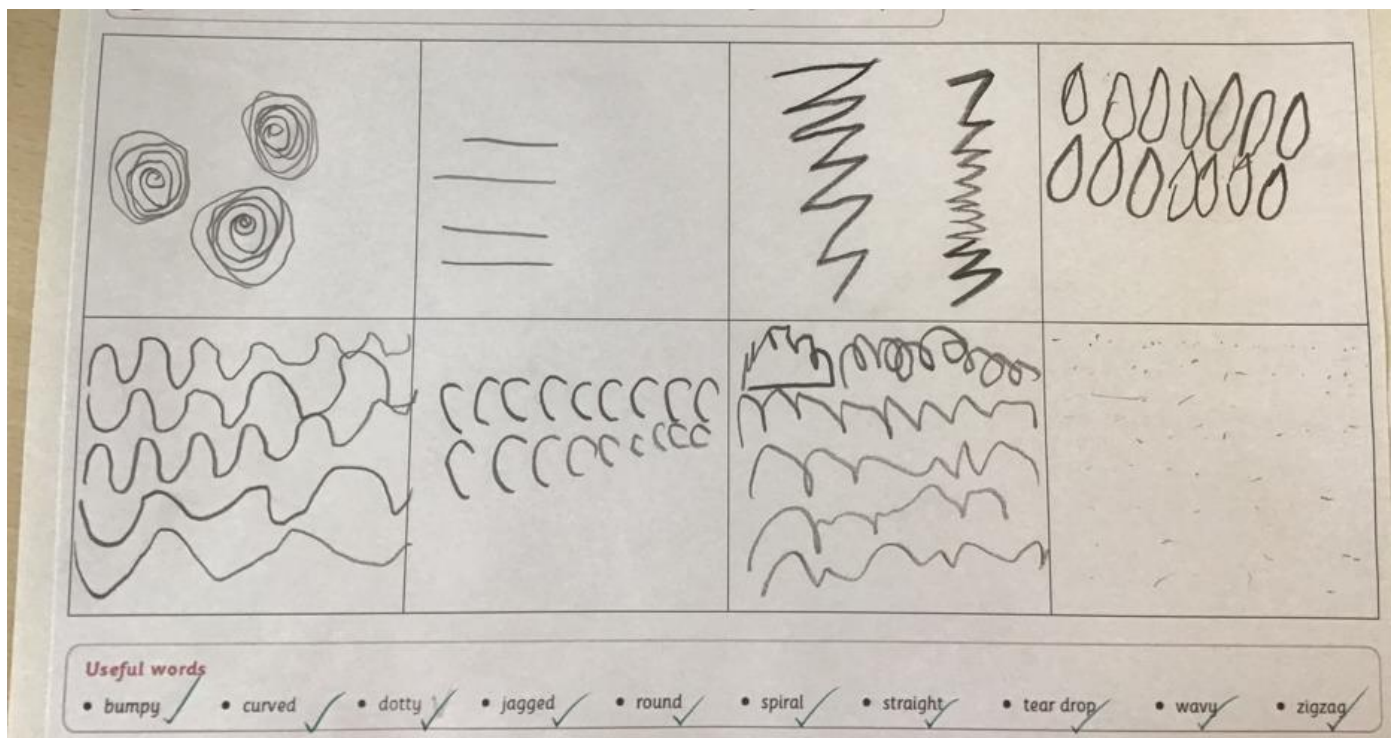 Useful words
• bumpy • curved • dotty • jagged • round • spiral • straight • tear drop • wavy • zigzag